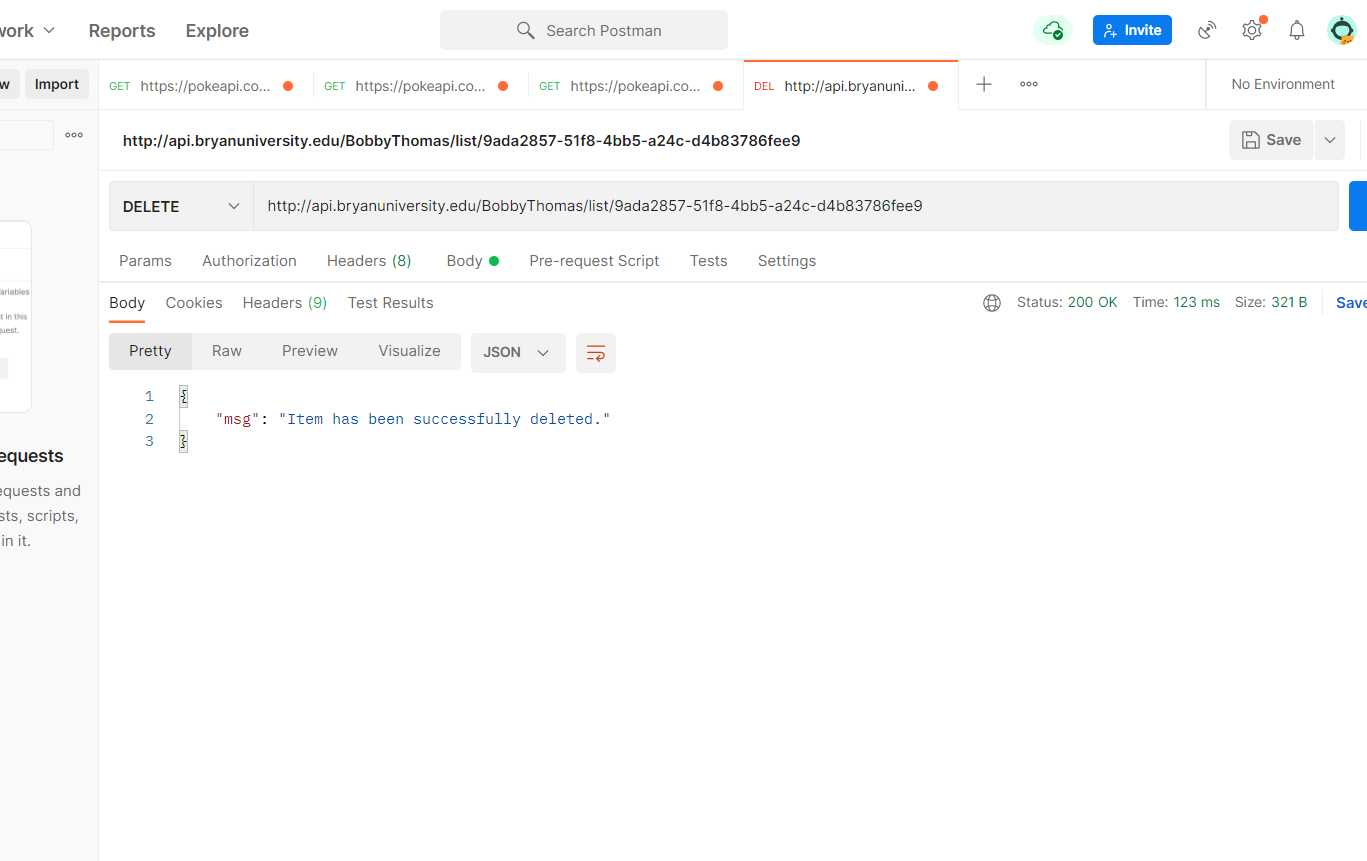 work Reports Explore Search Postman Invite
w Import GET https://pokeapi.co... GET https://pokeapi.co... GET https://pokeapi.co... DEL http://api.bryanuni... No Environment
http://api.bryanuniversity.edu/BobbyThomas/list/9ada2857-51f8-4bb5-a24c-d4b83786fee9 Save
DELETE http://api.bryanuniversity.edu/BobbyThomas/list/9ada2857-51f8-4bb5-a24c-d4b83786fee9
Params Authorization Headers (8) Body Pre-request Script Tests Settings
Body Cookies Headers (9) Test Results Status: 200 OK Time: 123 ms Size: 321 B Save
Pretty Raw Preview Visualize JSON
1 {
2 "msg": "Item has been successfully deleted."
3 }
ariables
t in this
quest.
equests
equests and
sts, scripts,
in it.